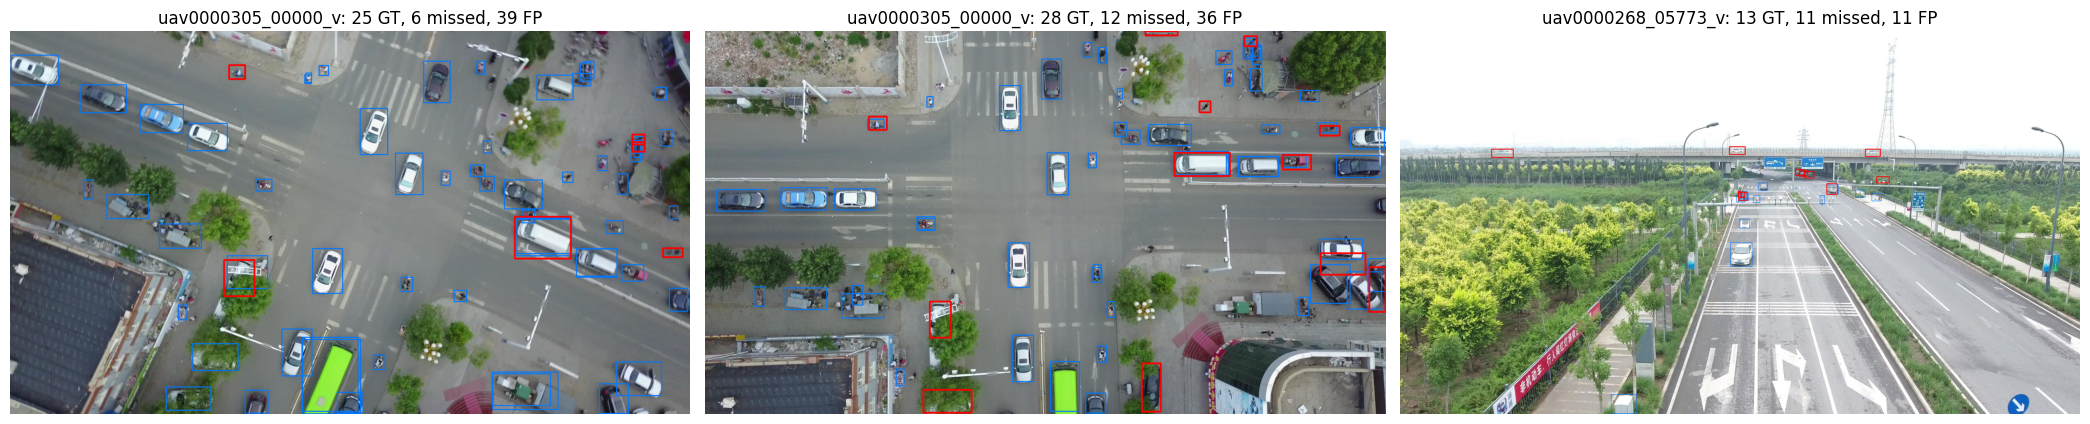 uav0000305_00000_v: 25 GT, 6 missed, 39 FP
uav0000305_00000_v: 28 GT, 12 missed, 36 FP
uav0000268_05773_v: 13 GT, 11 missed, 11 FP